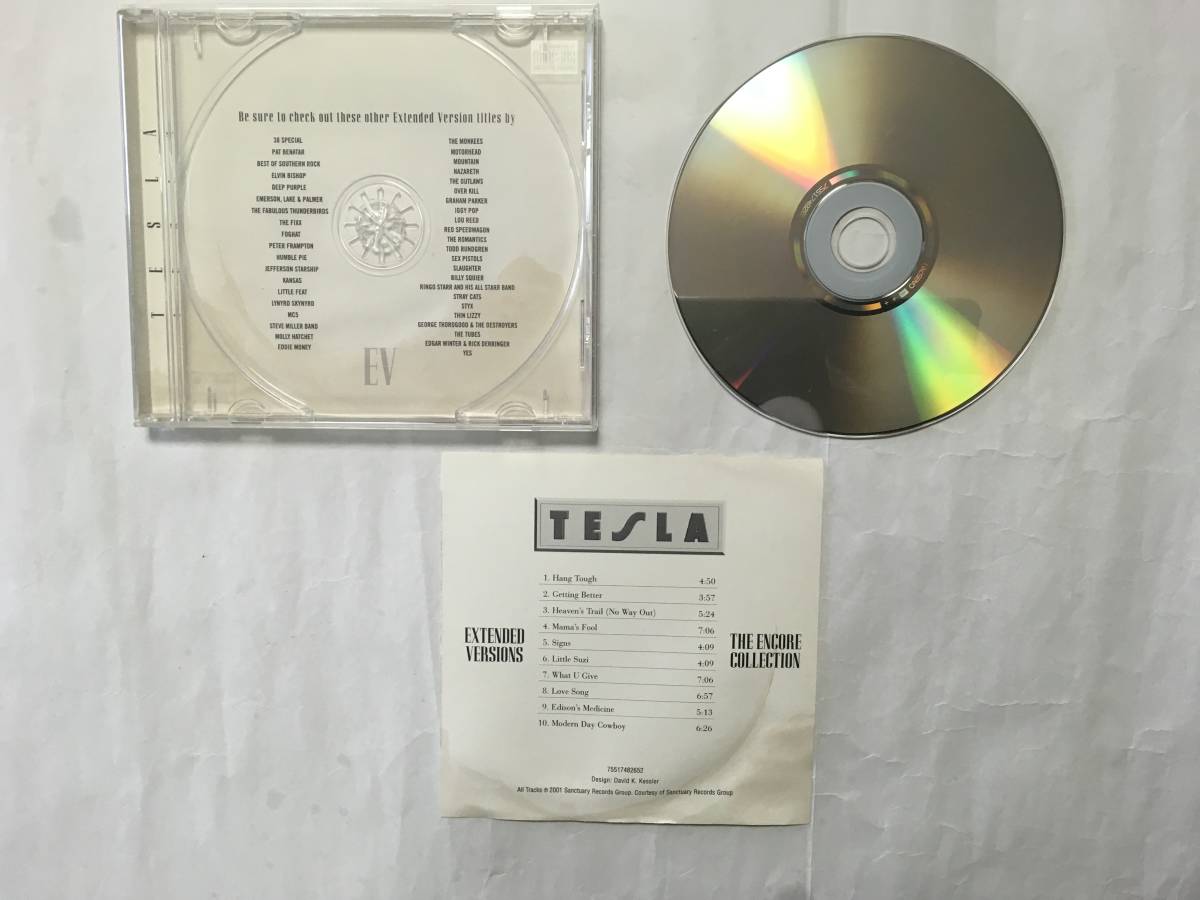 TESLA
Be sure to check out these other Extended Version titles by
38 SPECIAL
PAT BENATAR
BEST OF SOUTHERN ROCK
ELVIN BISHOP
DEEP PURPLE
EMERSON, LAKE & PALMER
THE FABULOUS THUNDERBIRDS
THE FIXX
FOGHAT
PETER FRAMPTON
HUMBLE PIE
JEFFERSON STARSHIP
KANSAS
LITTLE FEAT
LYNYRD SKYNYRD
MC5
STEVE MILLER BAND
MOLLY HATCHET
EDDIE MONEY
THE MONKEES
MOTORHEAD
MOUNTAIN
NAZARETH
THE OUTLAWS
OVER KILL
GRAHAM PARKER
IGGY POP
LOU REED
REO SPEEDWAGON
THE ROMANTICS
TODD RUNDGREN
SEX PISTOLS
SLAUGHTER
BILLY SQUIER
RINGO STARR AND HIS ALL STARR BAND
STRAY CATS
STYX
THIN LIZZY
GEORGE THOROGOOD & THE DESTROYERS
THE TUBES
EDGAR WINTER & RICK DERRINGER
YES
EV
TESLA
1. Hang Tough 4:50
2. Getting Better 3:57
3. Heaven's Trail (No Way Out) 5:24
4. Mama's Fool 7:06
5. Signs 4:09
6. Little Suzi 4:09
7. What U Give 7:06
8. Love Song 6:57
9. Edison's Medicine 5:13
10. Modern Day Cowboy 6:26
EXTENDED
VERSIONS
THE ENCORE
COLLECTION
75517482652
Design: David K. Kessler
All Tracks ℗ 2001 Sanctuary Records Group. Courtesy of Sanctuary Records Group